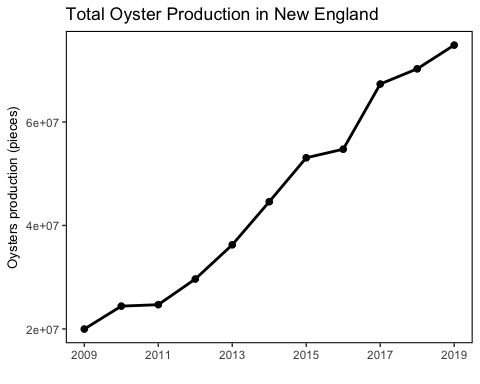 Total Oyster Production in New England
Oysters production (pieces)
6e+07
4e+07
2e+07
2009 2011 2013 2015 2017 2019